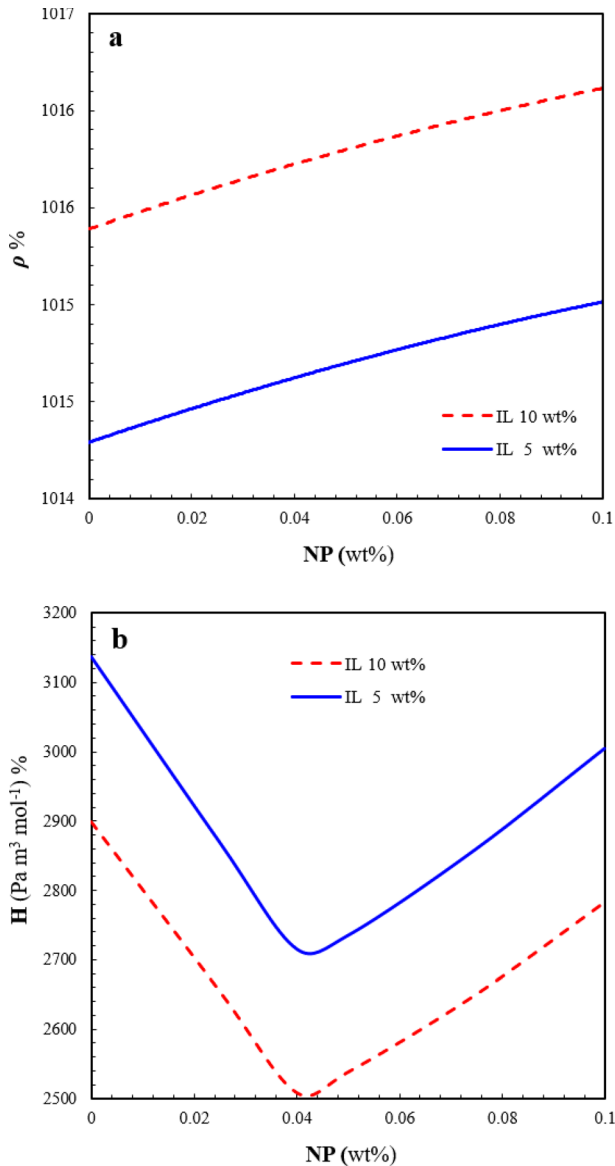 1017
a
1016
1016
ρ %
1015
1015
IL 10 wt%
IL 5 wt%
1014
0 0.02 0.04 0.06 0.08 0.1
NP (wt%)
3200
b
IL 10 wt%
3100
IL 5 wt%
3000
2900
H (Pa m³ mol⁻¹) %
2800
2700
2600
2500
0 0.02 0.04 0.06 0.08 0.1
NP (wt%)